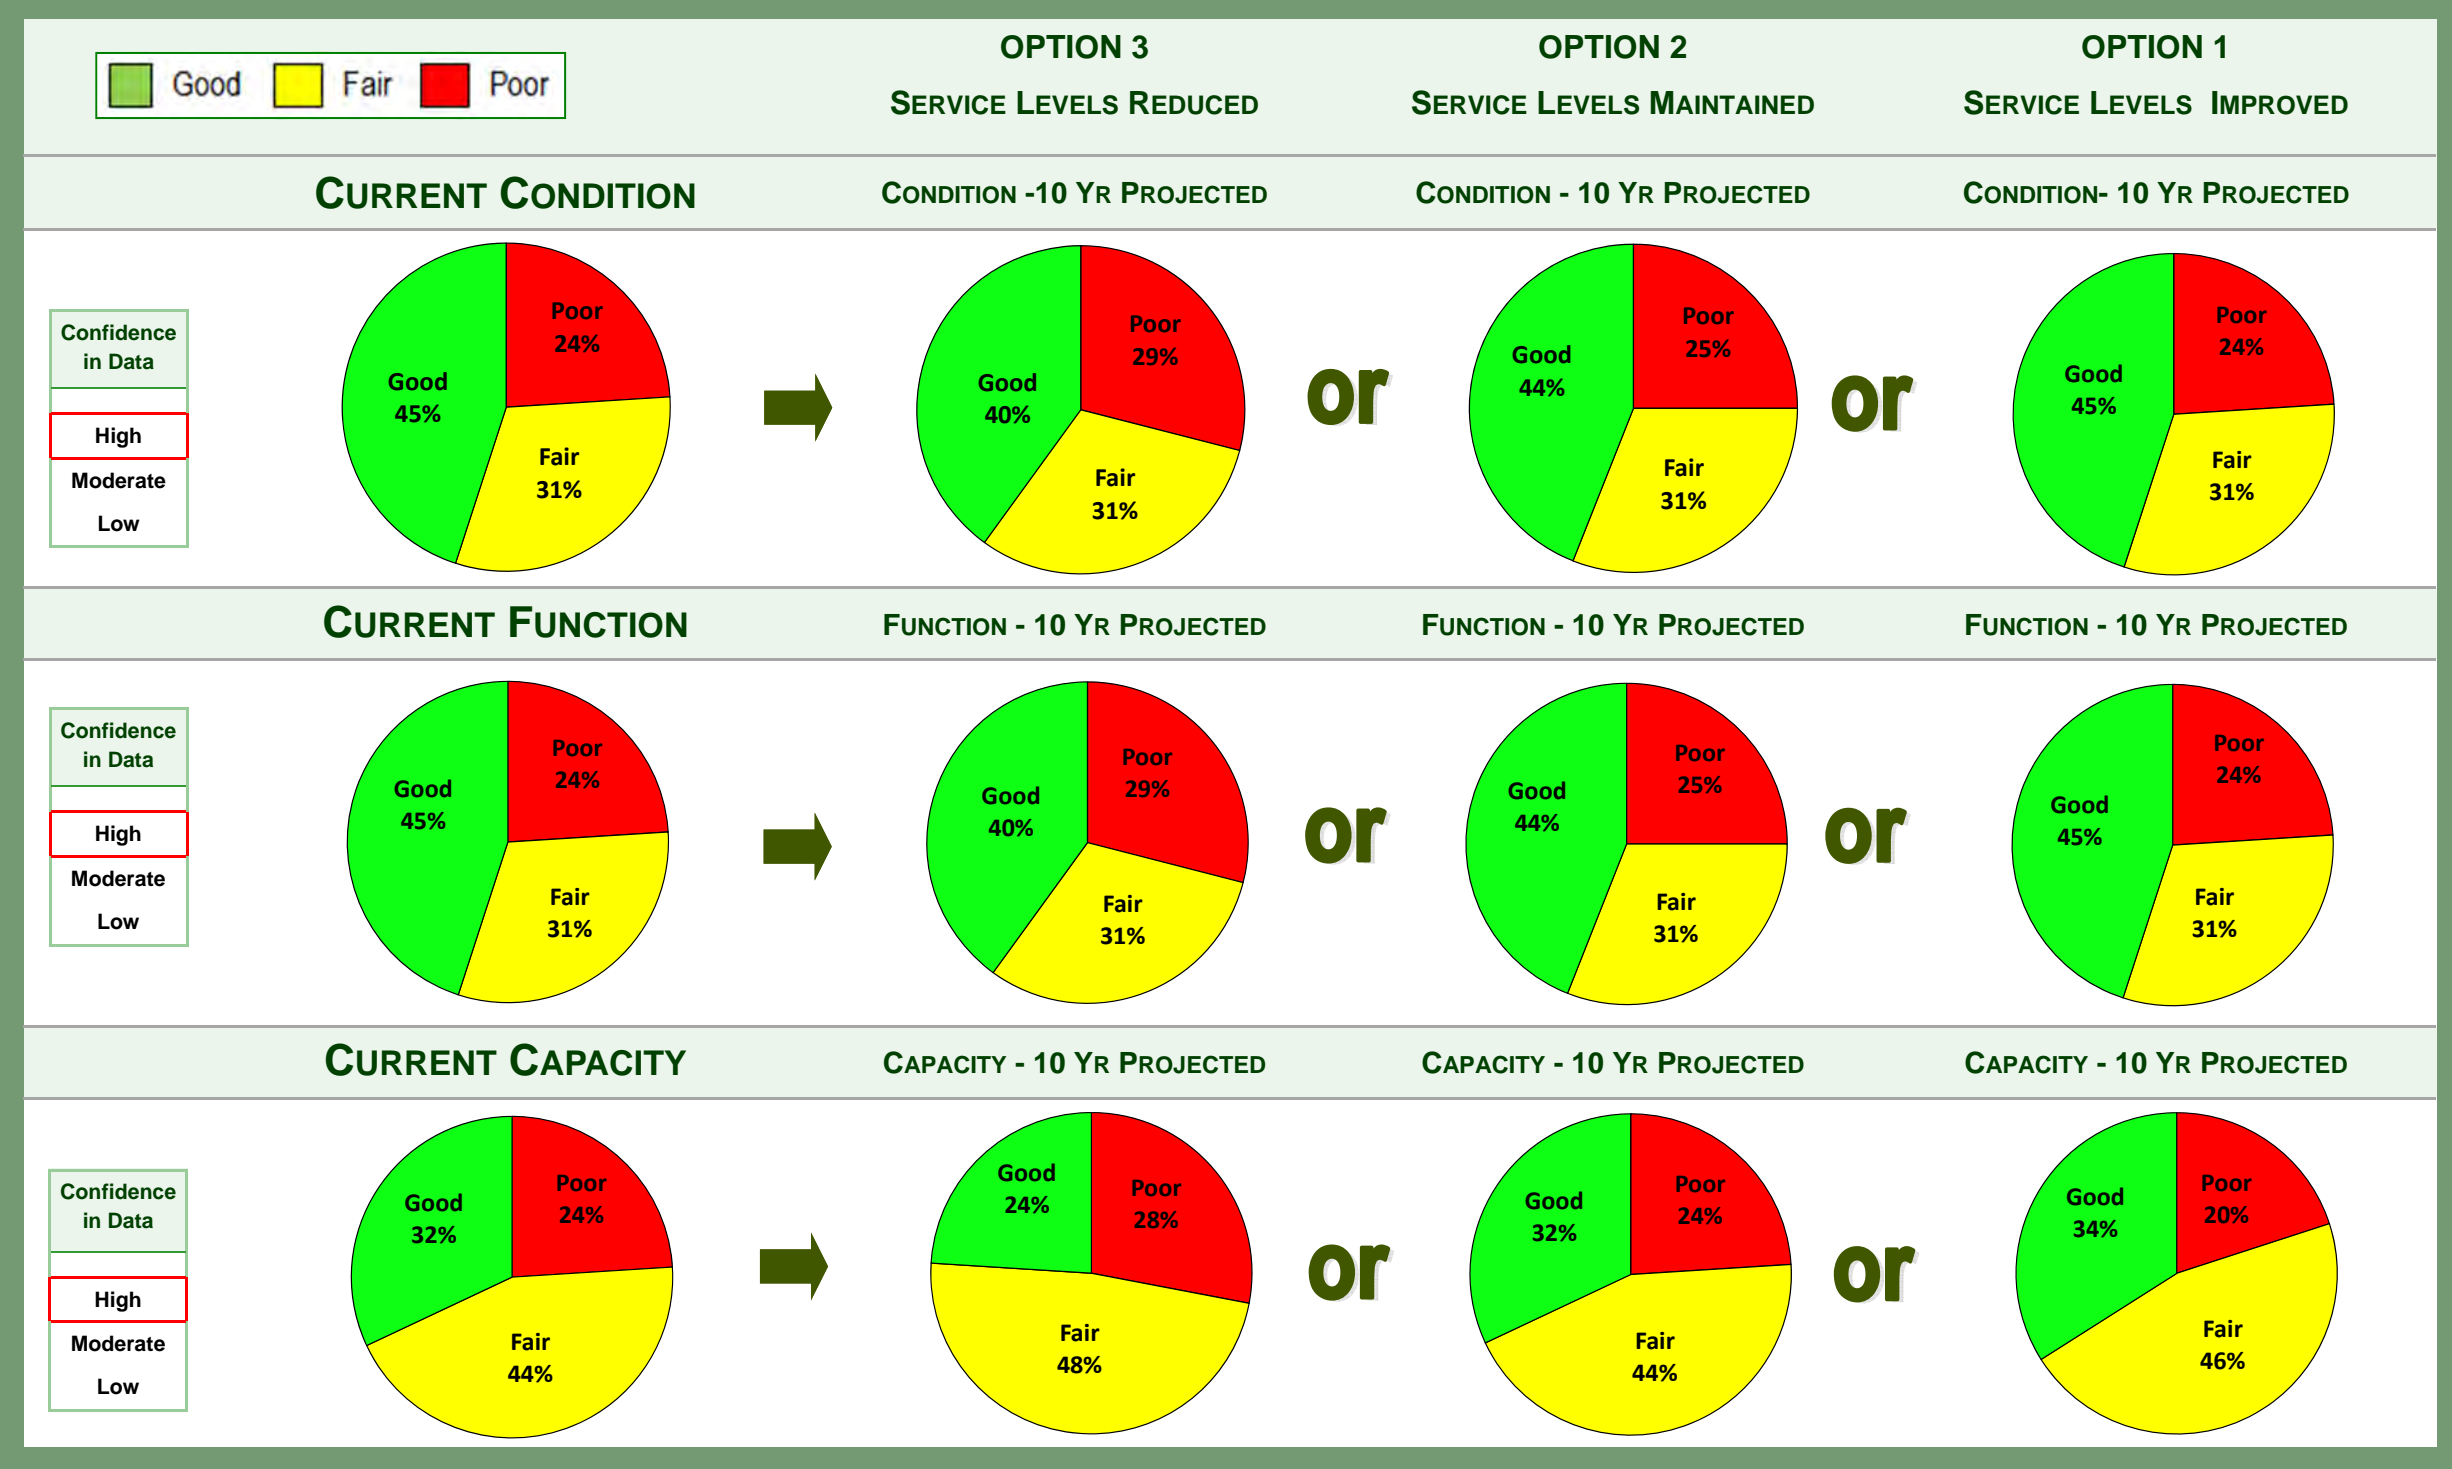 Good Fair Poor
OPTION 3
SERVICE LEVELS REDUCED
OPTION 2
SERVICE LEVELS MAINTAINED
OPTION 1
SERVICE LEVELS IMPROVED
CURRENT CONDITION
CONDITION -10 YR PROJECTED
CONDITION - 10 YR PROJECTED
CONDITION- 10 YR PROJECTED
Confidence
in Data
High
Moderate
Low
Good
45%
Poor
24%
Fair
31%
Good
40%
Poor
29%
Fair
31%
or
Good
44%
Poor
25%
Fair
31%
or
Good
45%
Poor
24%
Fair
31%
CURRENT FUNCTION
FUNCTION - 10 YR PROJECTED
FUNCTION - 10 YR PROJECTED
FUNCTION - 10 YR PROJECTED
Confidence
in Data
High
Moderate
Low
Good
45%
Poor
24%
Fair
31%
Good
40%
Poor
29%
Fair
31%
or
Good
44%
Poor
25%
Fair
31%
or
Good
45%
Poor
24%
Fair
31%
CURRENT CAPACITY
CAPACITY - 10 YR PROJECTED
CAPACITY - 10 YR PROJECTED
CAPACITY - 10 YR PROJECTED
Confidence
in Data
High
Moderate
Low
Good
32%
Poor
24%
Fair
44%
Good
24%
Poor
28%
Fair
48%
or
Good
32%
Poor
24%
Fair
44%
or
Good
34%
Poor
20%
Fair
46%